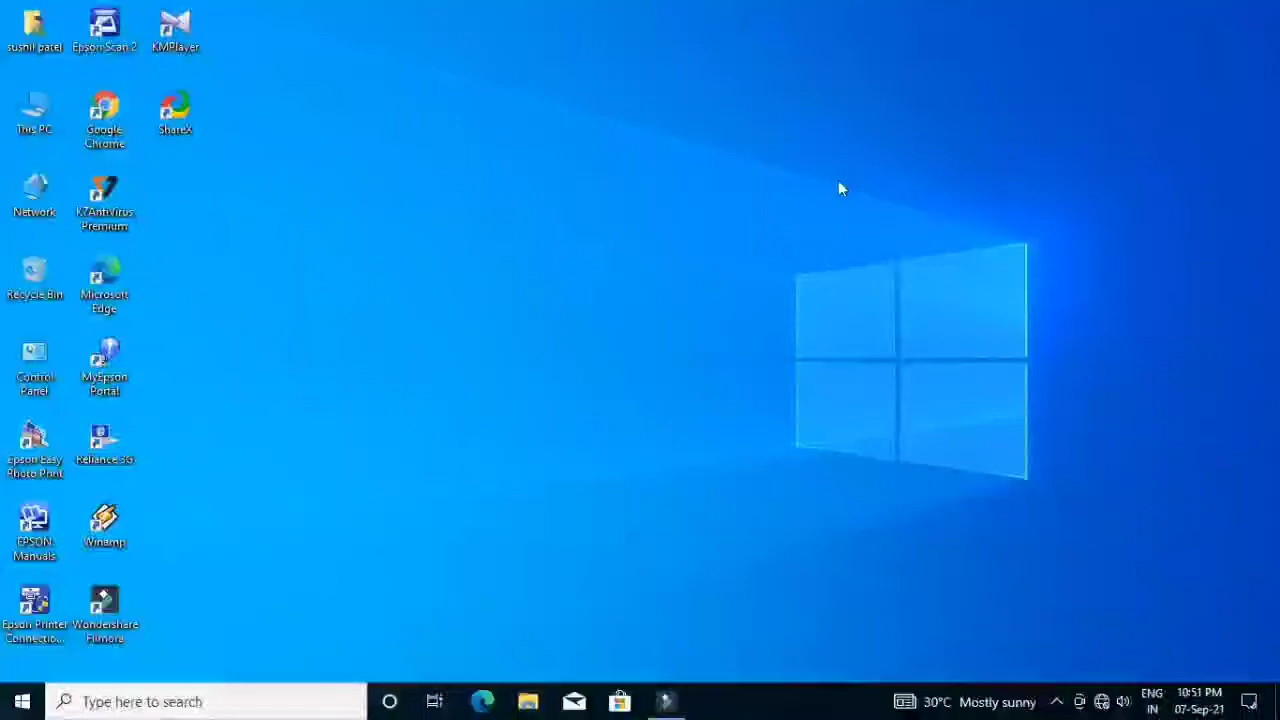 sushil patel
Epson Scan 2
KMPlayer
This PC
Google
Chrome
ShareX
Network
K7AntiVirus
Premium
Recycle Bin
Microsoft
Edge
Control
Panel
MyEpson
Portal
Epson Easy
Photo Print
Reliance 3G
EPSON
Manuals
Winamp
Epson Printer
Connectio...
Wondershare
Filmora
Type here to search
30°C Mostly sunny
ENG
IN
10:51 PM
07-Sep-21